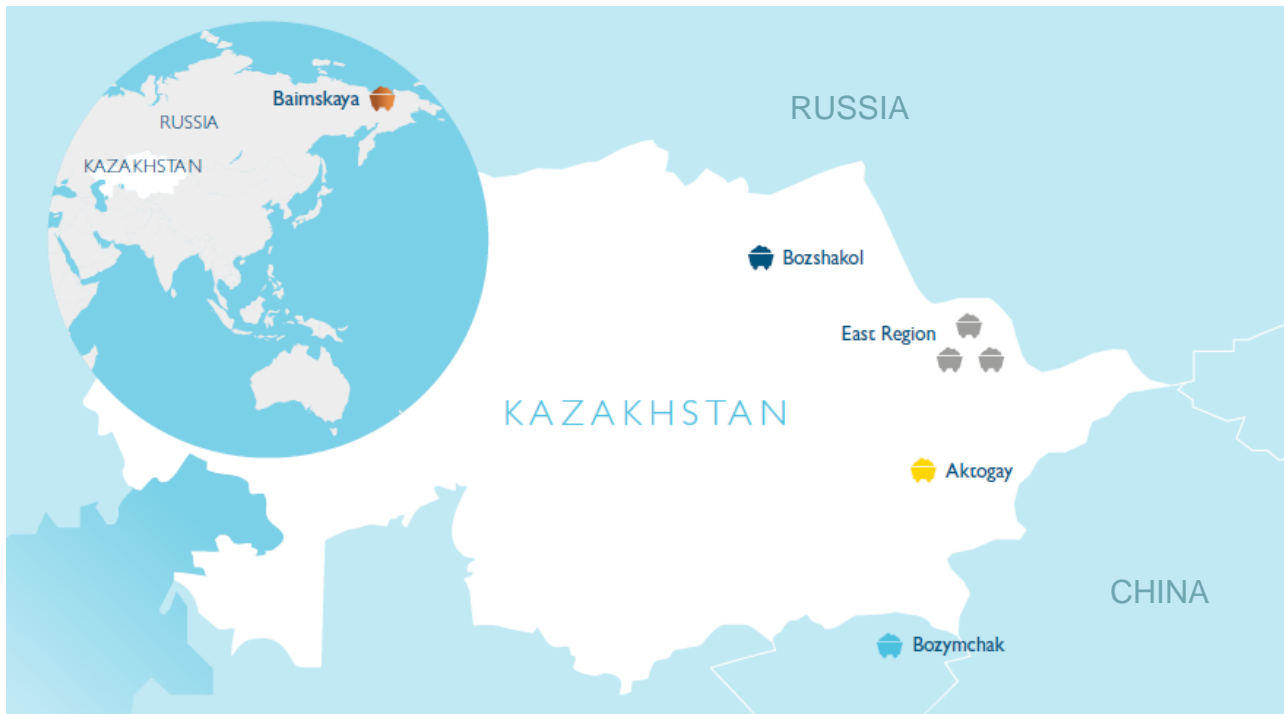 Baimskaya
RUSSIA
KAZAKHSTAN
RUSSIA
Bozshakol
East Region
KAZAKHSTAN
Aktogay
CHINA
Bozymchak